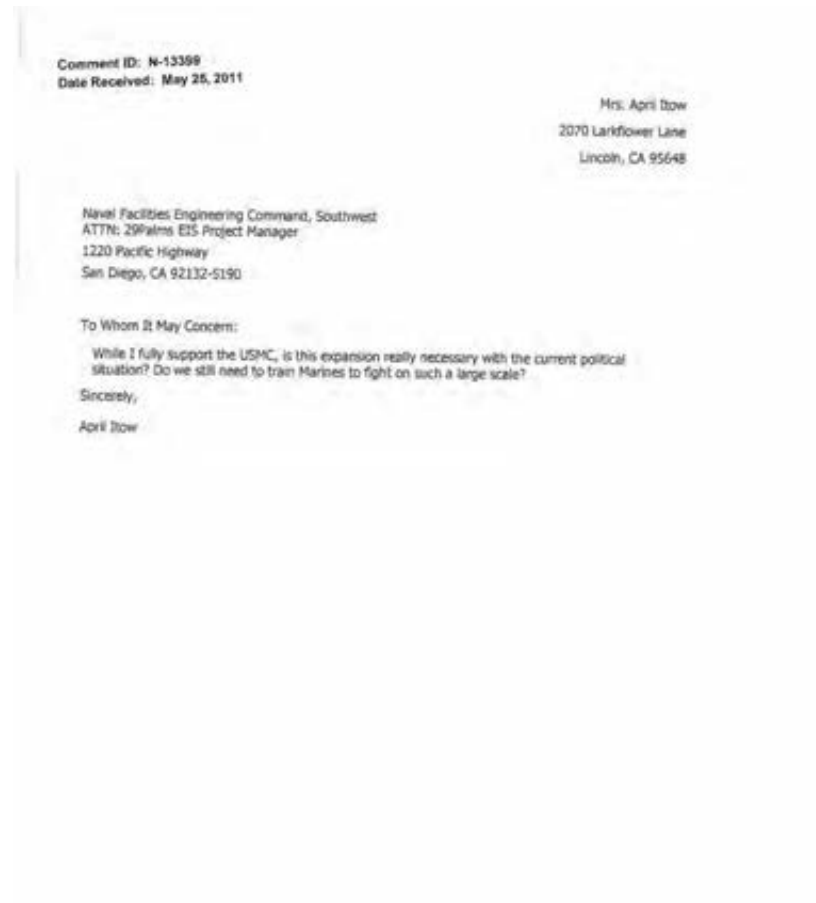 Comment ID: N-13399
Date Received: May 25, 2011
Mrs. April Itow
2070 Larkflower Lane
Lincoln, CA 95648
Naval Facilities Engineering Command, Southwest
ATTN: 29Palms EIS Project Manager
1220 Pacific Highway
San Diego, CA 92132-5190
To Whom It May Concern:
While I fully support the USMC, is this expansion really necessary with the current political
situation? Do we still need to train Marines to fight on such a large scale?
Sincerely,
April Itow